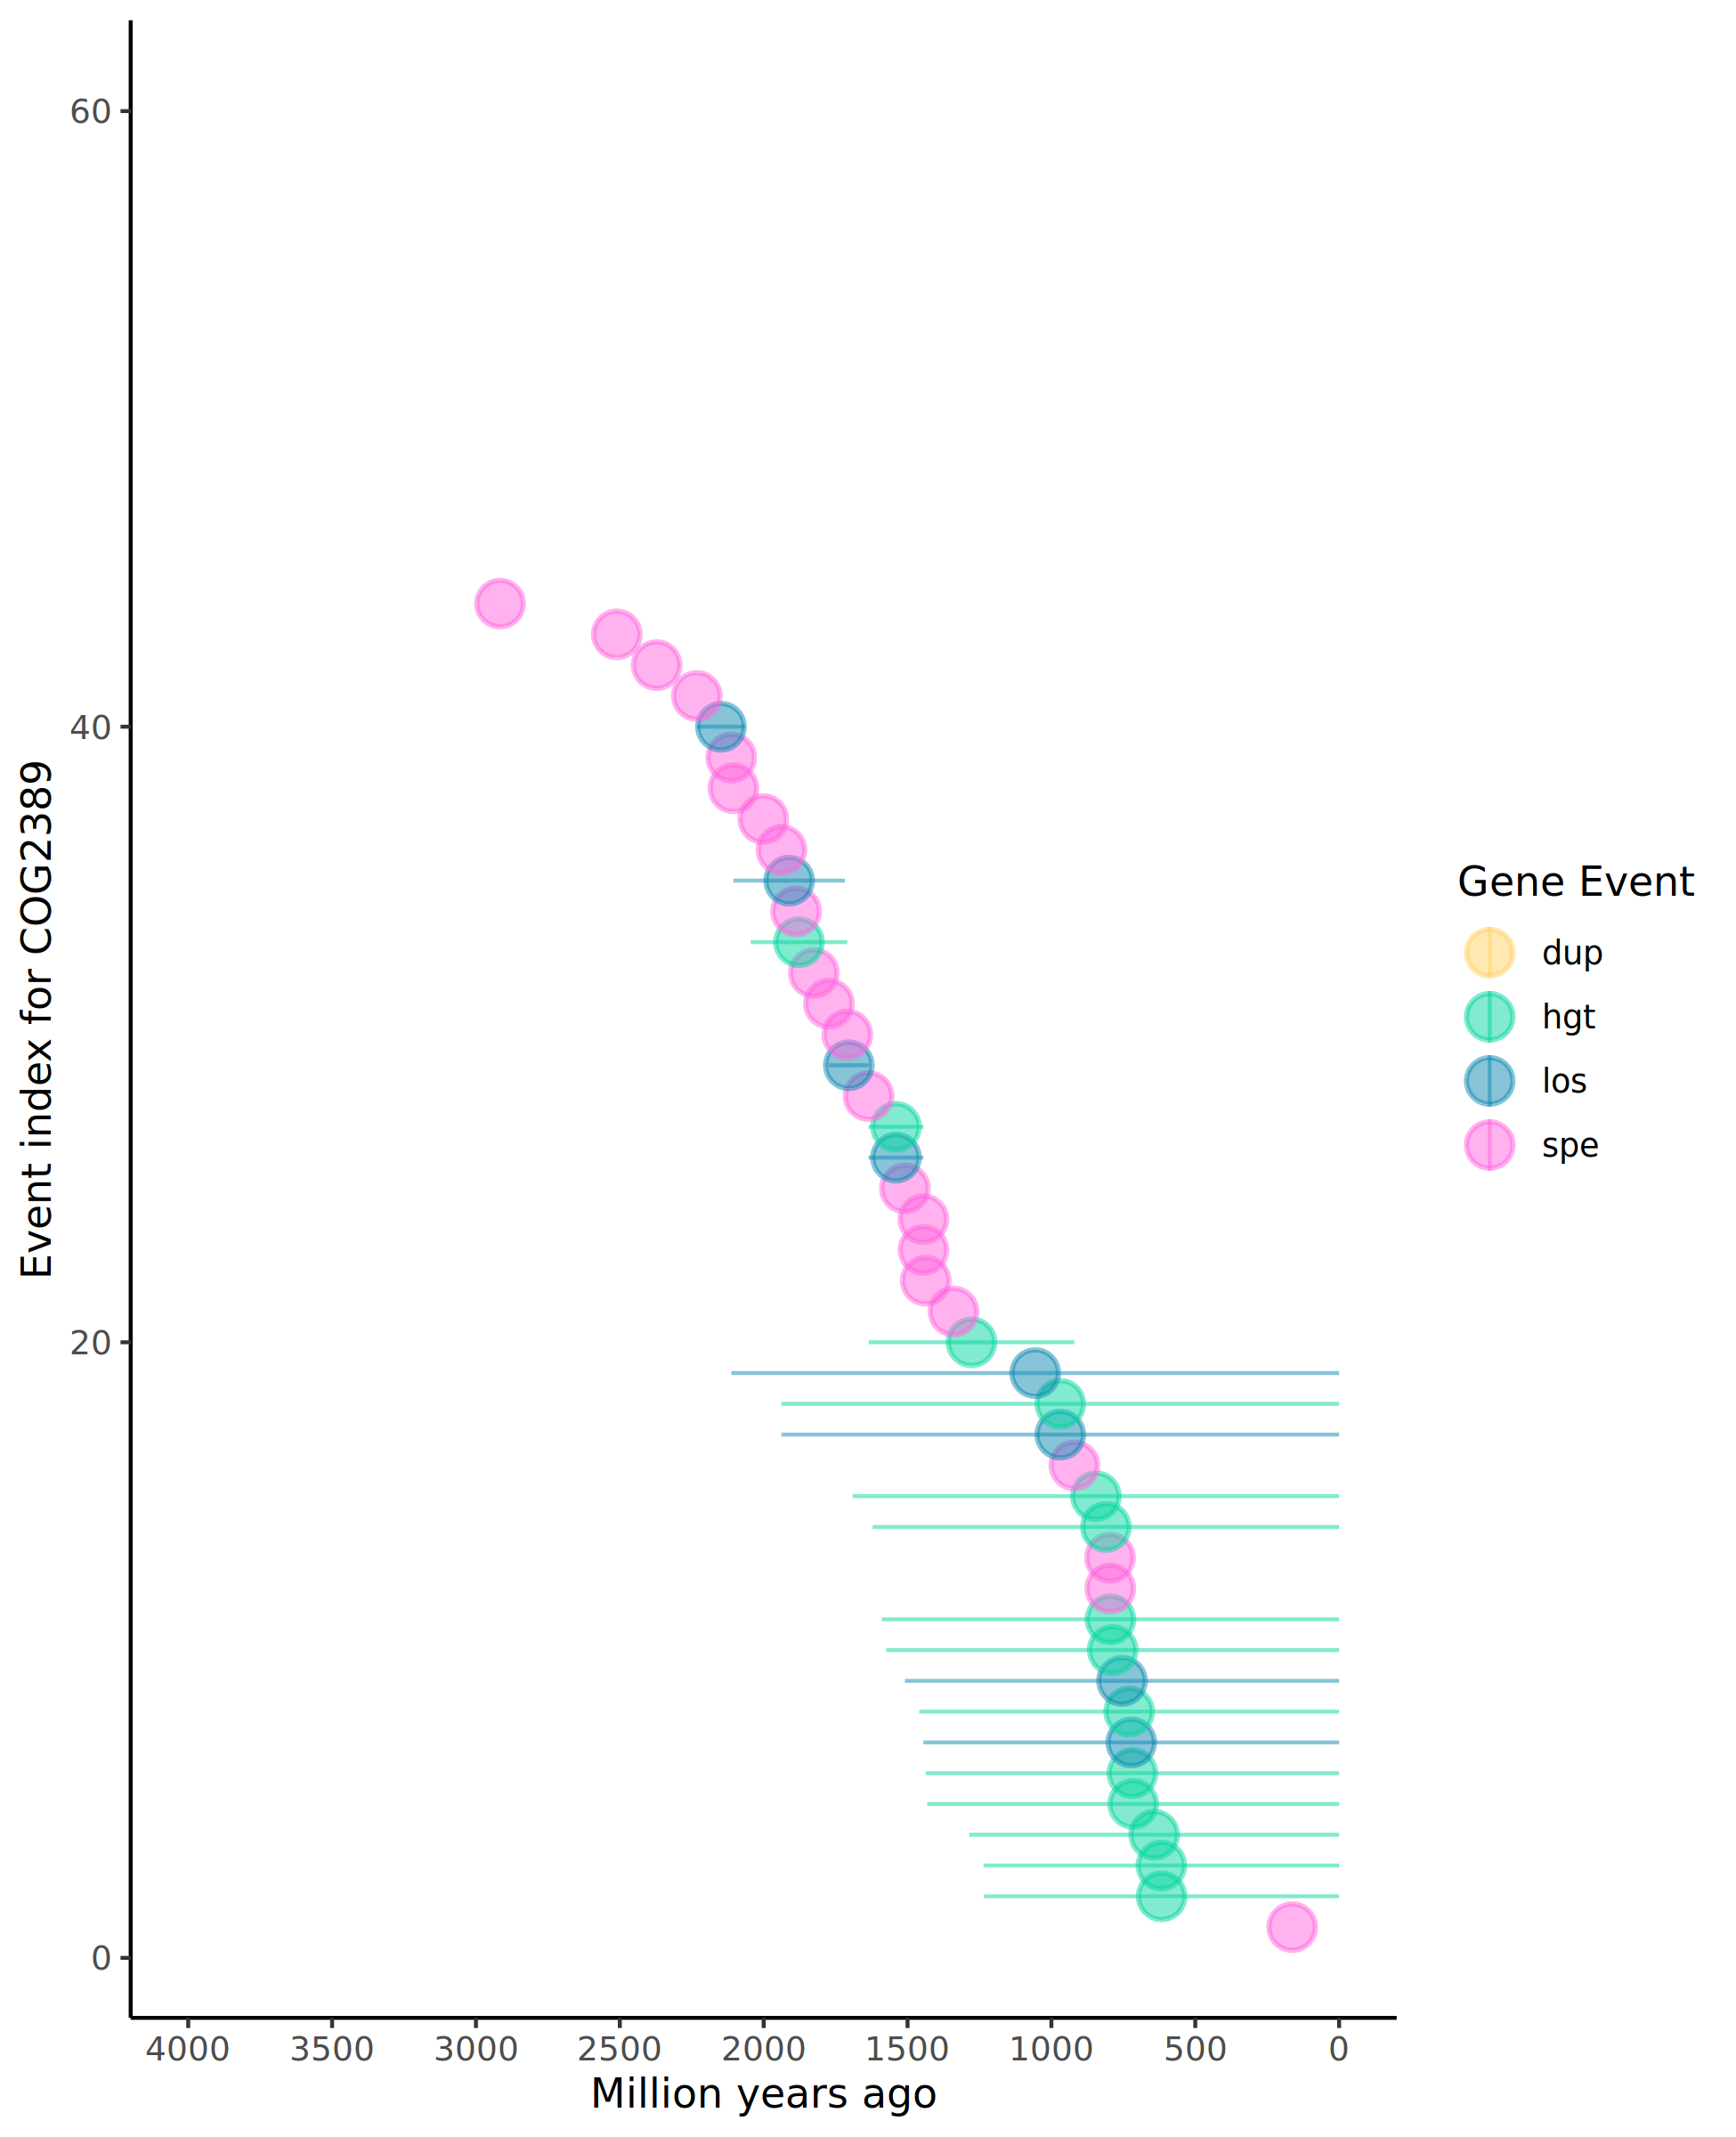 60
40
20
0
Event index for COG2389
4000 3500 3000 2500 2000 1500 1000 500 0
Million years ago
Gene Event
dup
hgt
los
spe